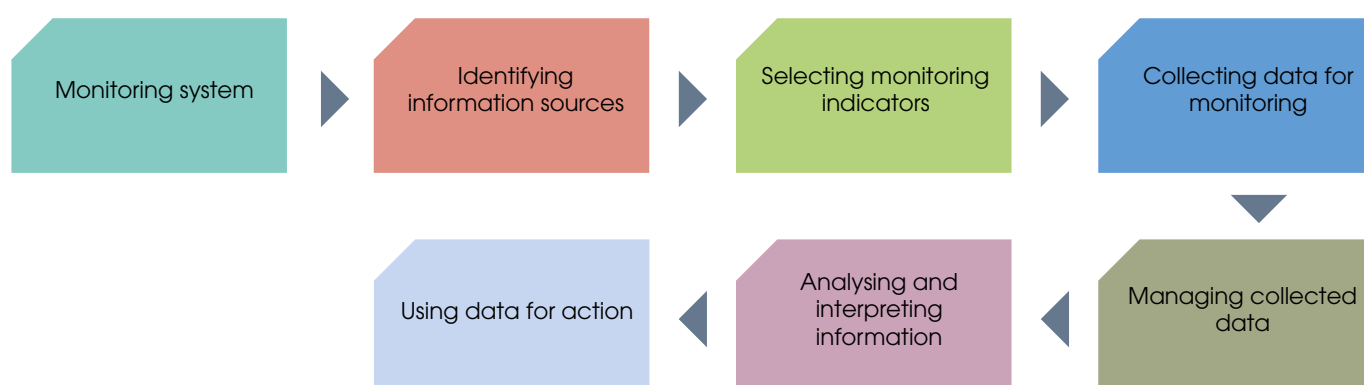 Monitoring system
Identifying
information sources
Selecting monitoring
indicators
Collecting data for
monitoring
Managing collected
data
Analysing and
interpreting
information
Using data for action